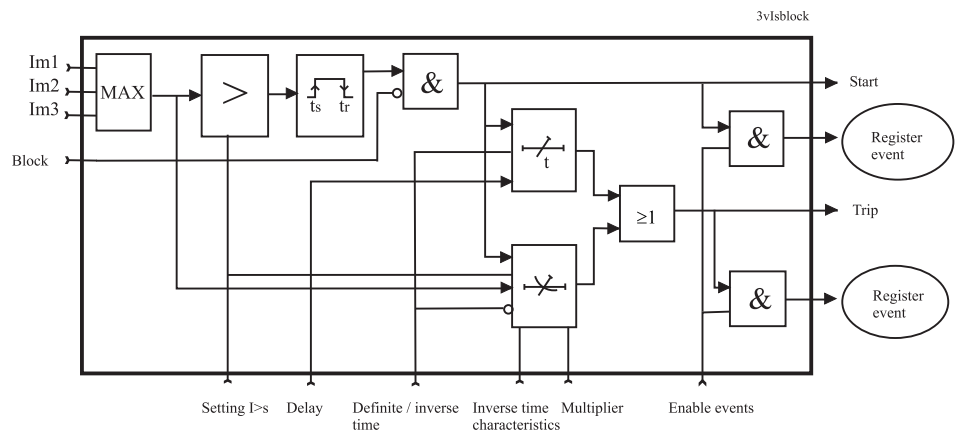 3vIsblock
Im1
Im2
Im3
MAX
>
ts
tr
&
Start
Block
t
&
Register
event
≥1
Trip
&
Register
event
Setting I>s
Delay
Definite / inverse
time
Inverse time
characteristics
Multiplier
Enable events